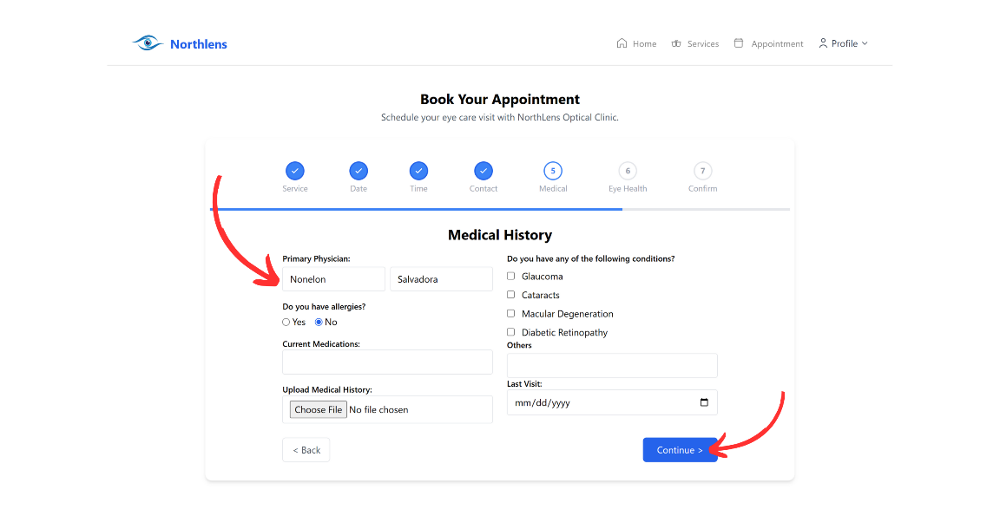 Northlens
Home Services Appointment Profile
Book Your Appointment
Schedule your eye care visit with NorthLens Optical Clinic.
5 6 7
Service Date Time Contact Medical Eye Health Confirm
Medical History
Primary Physician:
Nonelon Salvadora
Do you have allergies?
Yes No
Current Medications:
Upload Medical History:
Choose File No file chosen
Do you have any of the following conditions?
Glaucoma
Cataracts
Macular Degeneration
Diabetic Retinopathy
Others
Last Visit:
mm/dd/yyyy
< Back
Continue >